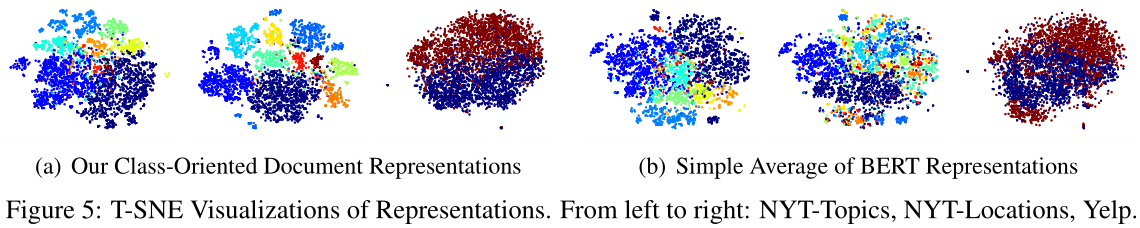 (a) Our Class-Oriented Document Representations
(b) Simple Average of BERT Representations
Figure 5: T-SNE Visualizations of Representations. From left to right: NYT-Topics, NYT-Locations, Yelp.